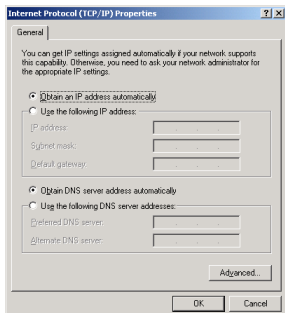 Internet Protocol (TCP/IP) Properties
General
You can get IP settings assigned automatically if your network supports
this capability. Otherwise, you need to ask your network administrator for
the appropriate IP settings.
Obtain an IP address automatically
Use the following IP address:
IP address:
Subnet mask:
Default gateway:
Obtain DNS server address automatically
Use the following DNS server addresses:
Preferred DNS server:
Alternate DNS server:
Advanced...
OK
Cancel